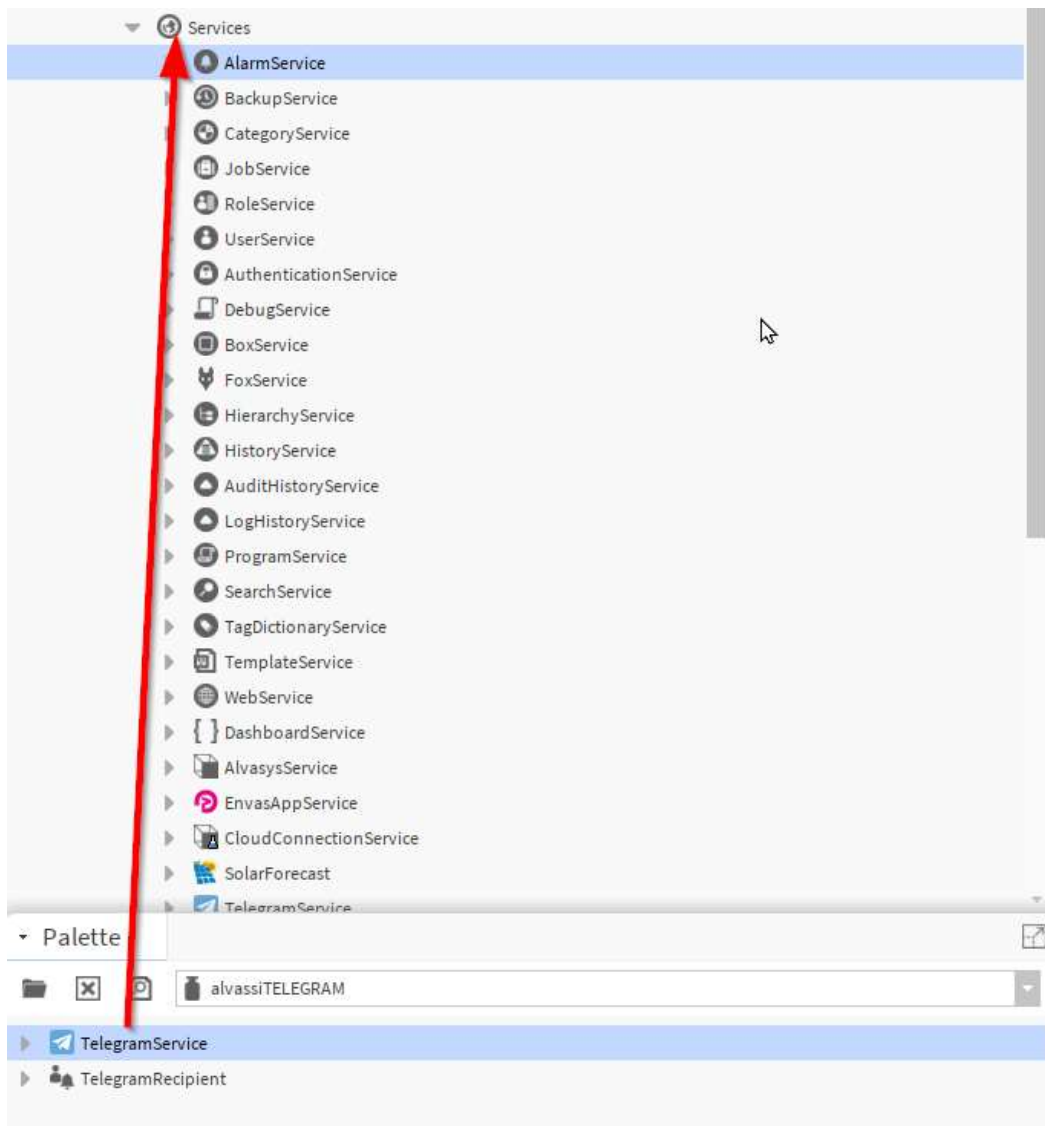 Services
AlarmService
BackupService
CategoryService
JobService
RoleService
UserService
AuthenticationService
DebugService
BoxService
FoxService
HierarchyService
HistoryService
AuditHistoryService
LogHistoryService
ProgramService
SearchService
TagDictionaryService
TemplateService
WebService
DashboardService
AlvasysService
EnvasAppService
CloudConnectionService
SolarForecast
TelegramService
Palette
alvassiTELEGRAM
TelegramService
TelegramRecipient